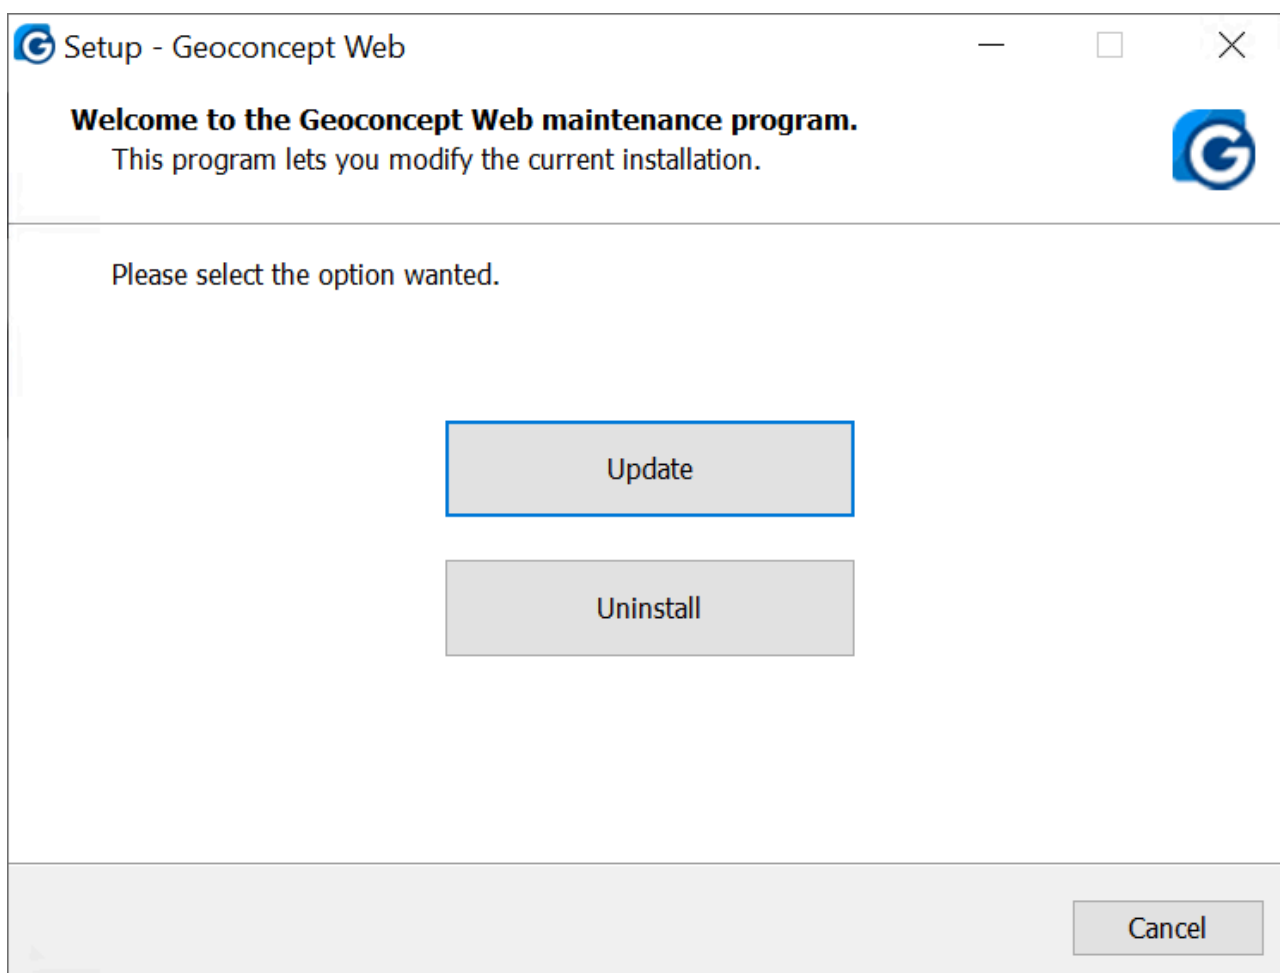 Setup - Geoconcept Web
Welcome to the Geoconcept Web maintenance program.
This program lets you modify the current installation.
Please select the option wanted.
Update
Uninstall
Cancel